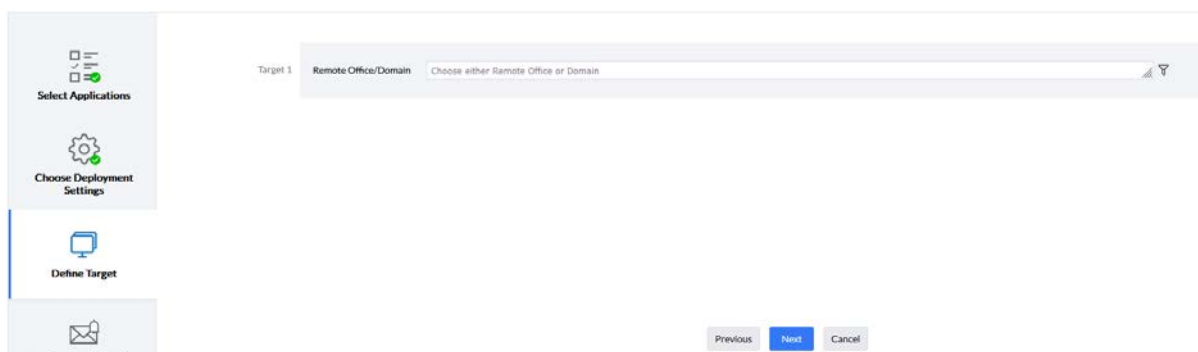 Select Applications
Choose Deployment
Settings
Define Target
Target 1 Remote Office/Domain Choose either Remote Office or Domain
Previous Next Cancel